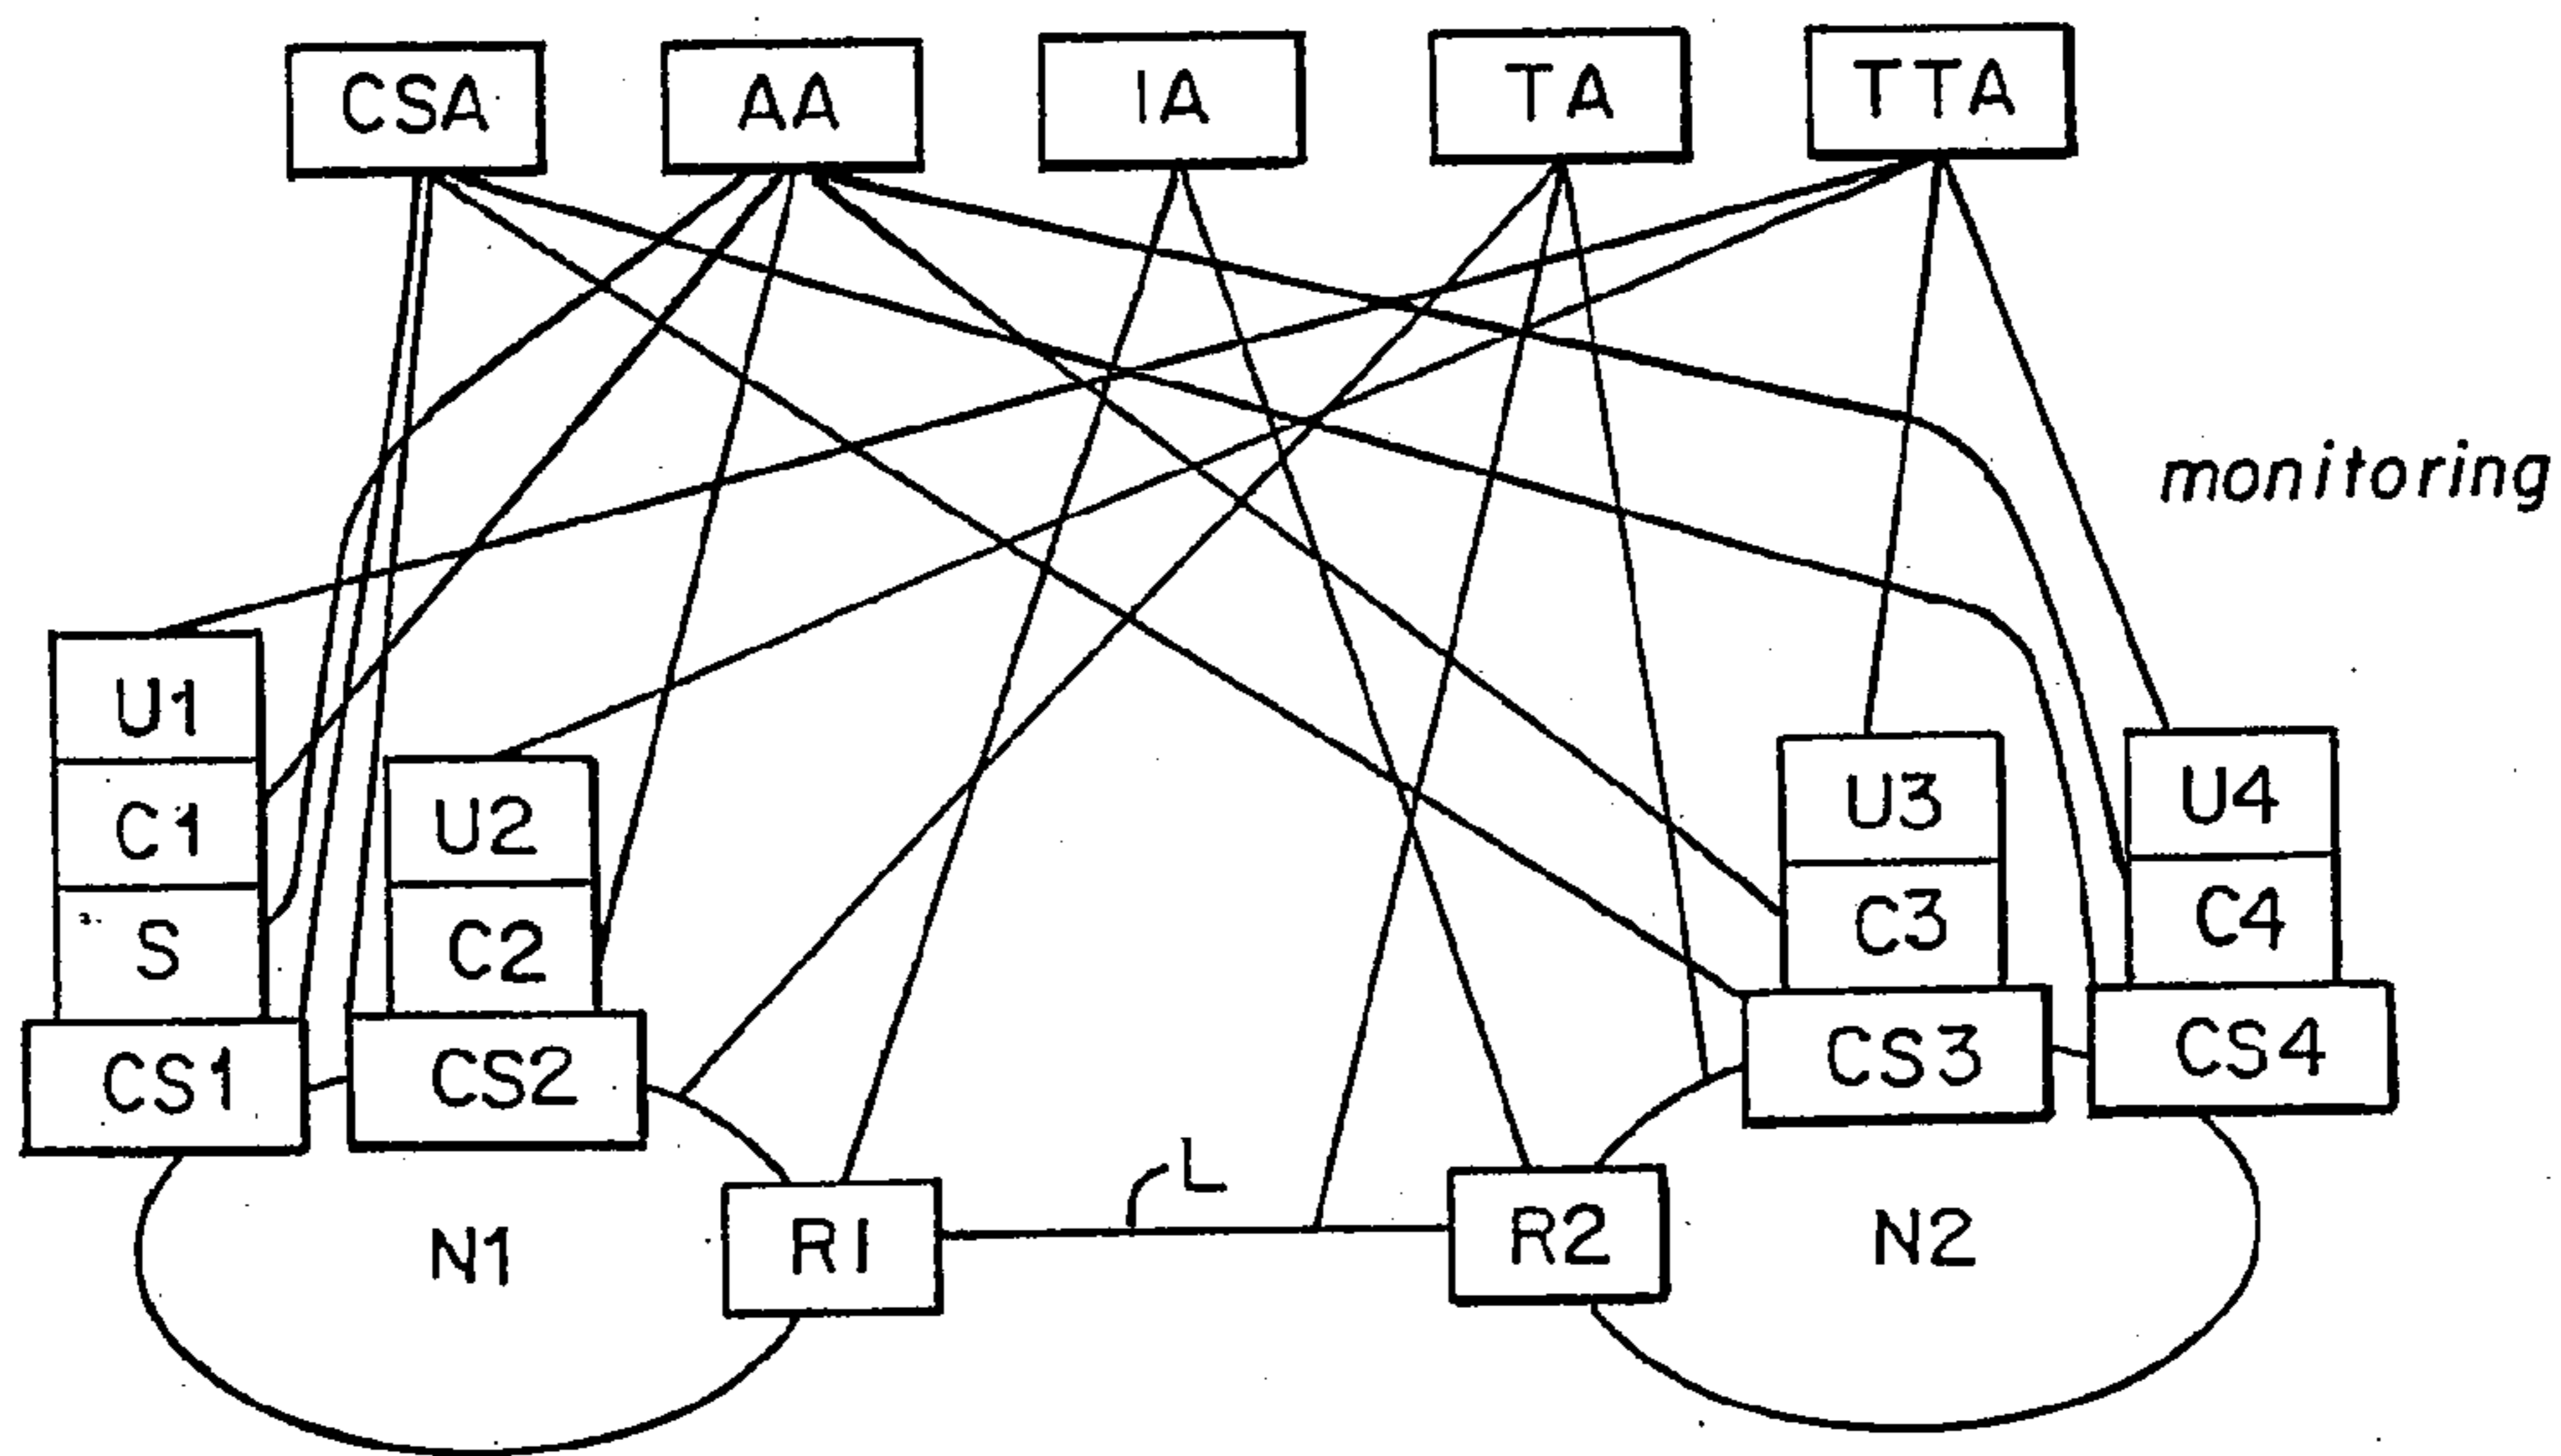 CSA
AA
IA
TA
TTA
monitoring
U1
C1
S
CS1
U2
C2
CS2
U3
C3
CS3
U4
C4
CS4
N1
R1
L
R2
N2